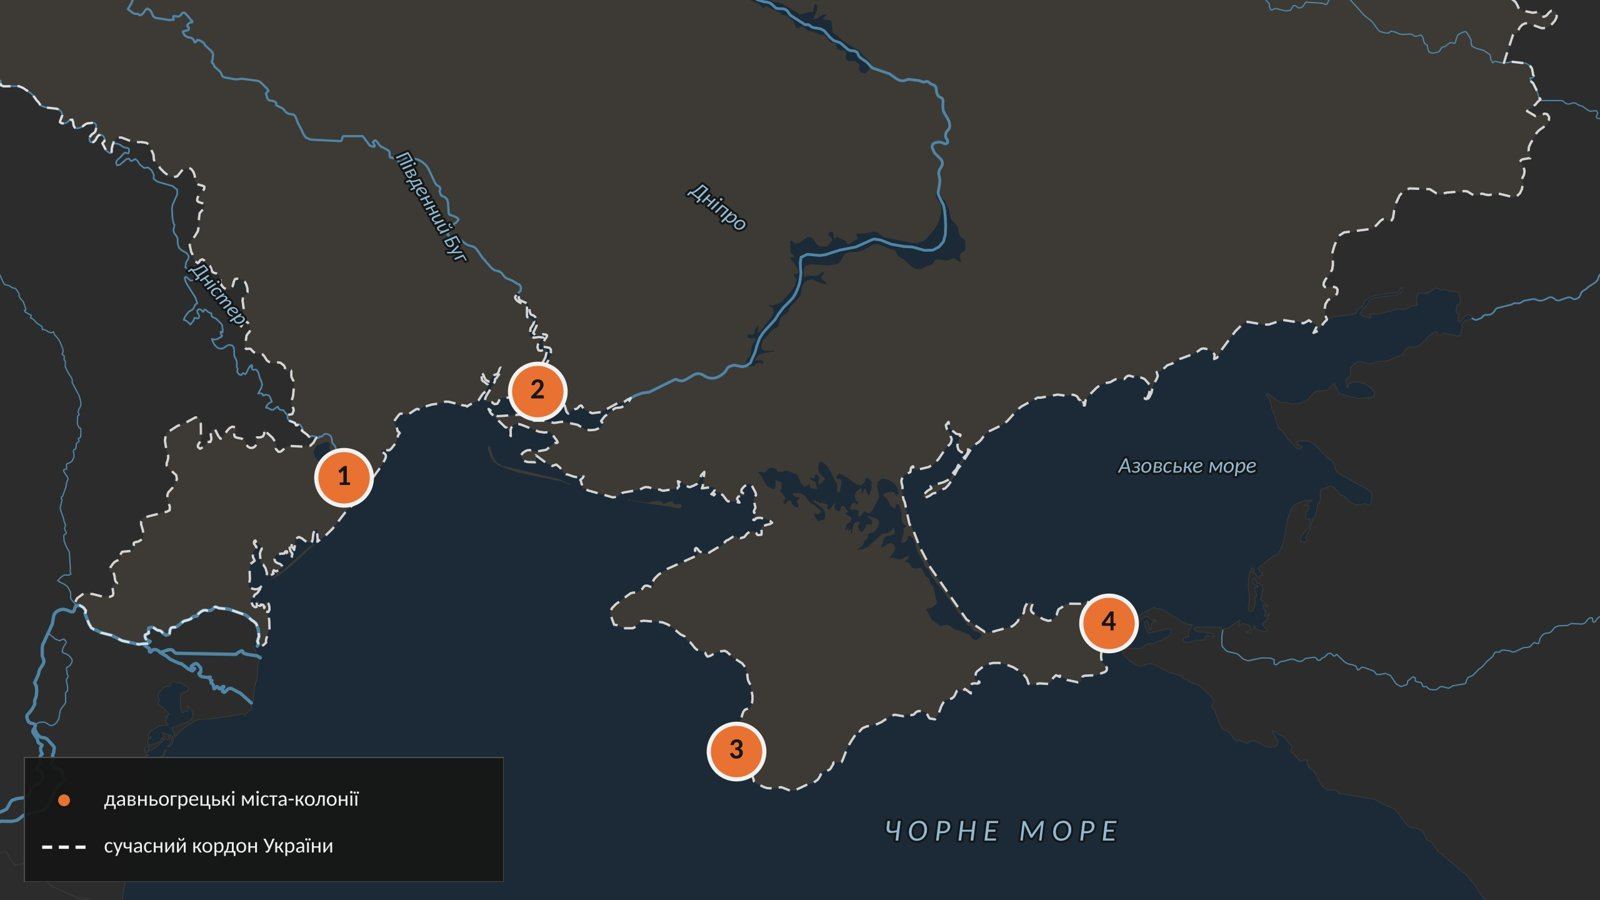 Південний Буг
Дніпро
Дністер
2
1
Азовське море
4
3
ЧОРНЕ МОРЕ
давньогрецькі міста-колонії
сучасний кордон України